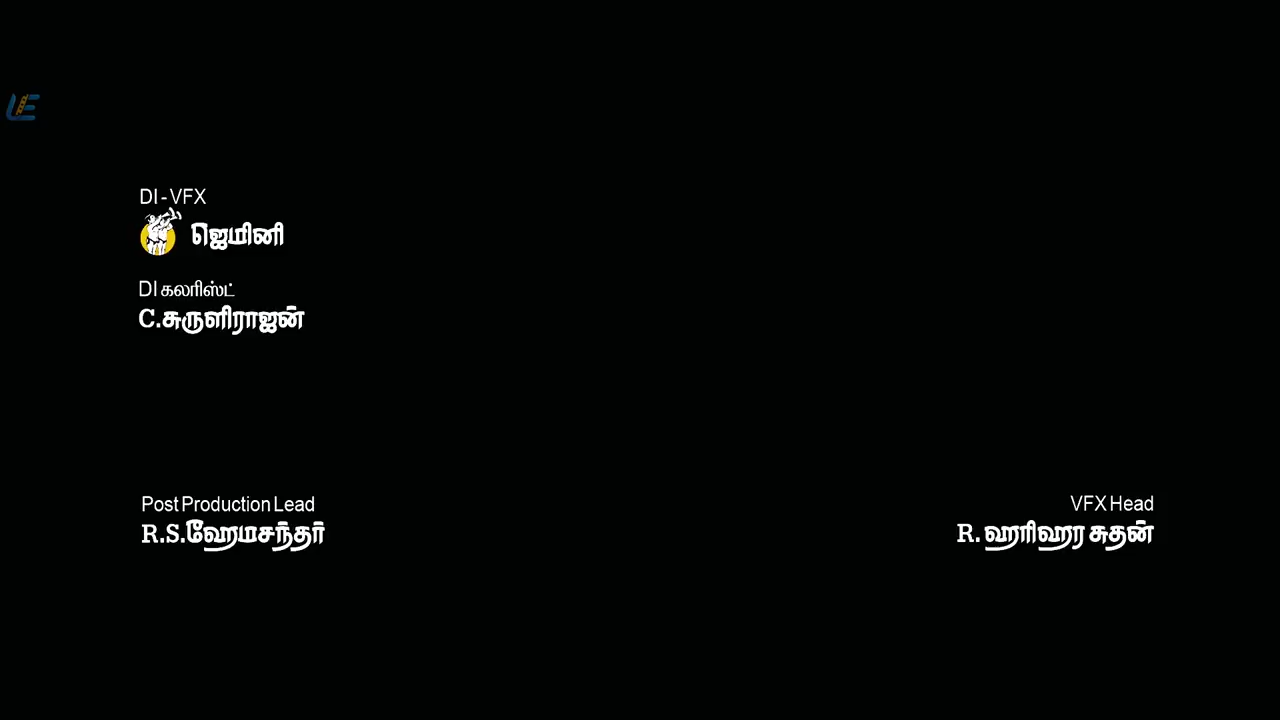 DI - VFX
ஜெமினி
DI கலரிஸ்ட்
C.சுருளிராஜன்
Post Production Lead
R.S.ஹேமசந்தர்
VFX Head
R. ஹரிஹர சுதன்